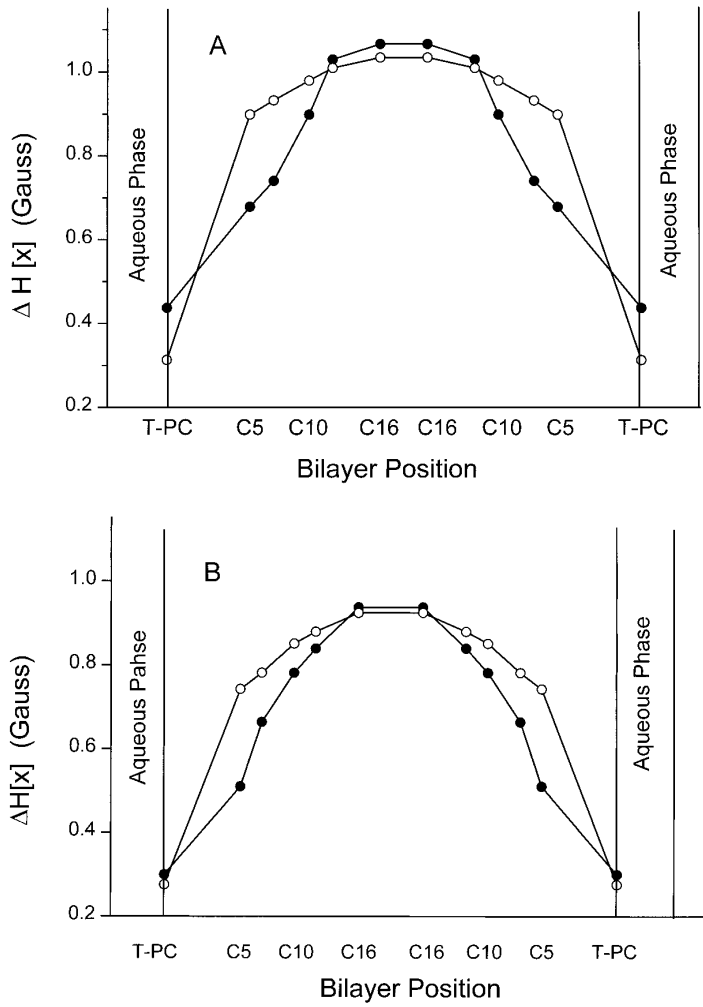 A
1.0
0.8
0.6
0.4
0.2
Δ H [x] (Gauss)
Aqueous Phase
Aqueous Phase
T-PC C5 C10 C16 C16 C10 C5 T-PC
Bilayer Position
B
1.0
0.8
0.6
0.4
0.2
ΔH[x] (Gauss)
Aqueous Pahse
Aqueous Phase
T-PC C5 C10 C16 C16 C10 C5 T-PC
Bilayer Position